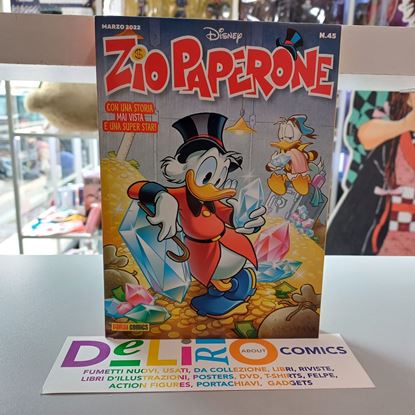 MARZO 2022
DISNEY
N.45
ZIO PAPERONE
CON UNA STORIA
MAI VISTA
E UNA SUPER STAR!
PANINI COMICS
DELIRIO ABOUT COMICS
FUMETTI NUOVI, USATI, DA COLLEZIONE, LIBRI, RIVISTE,
LIBRI D'ILLUSTRAZIONI, POSTERS, DVD, T-SHIRTS, FELPE,
ACTION FIGURES, PORTACHIAVI, GADGETS